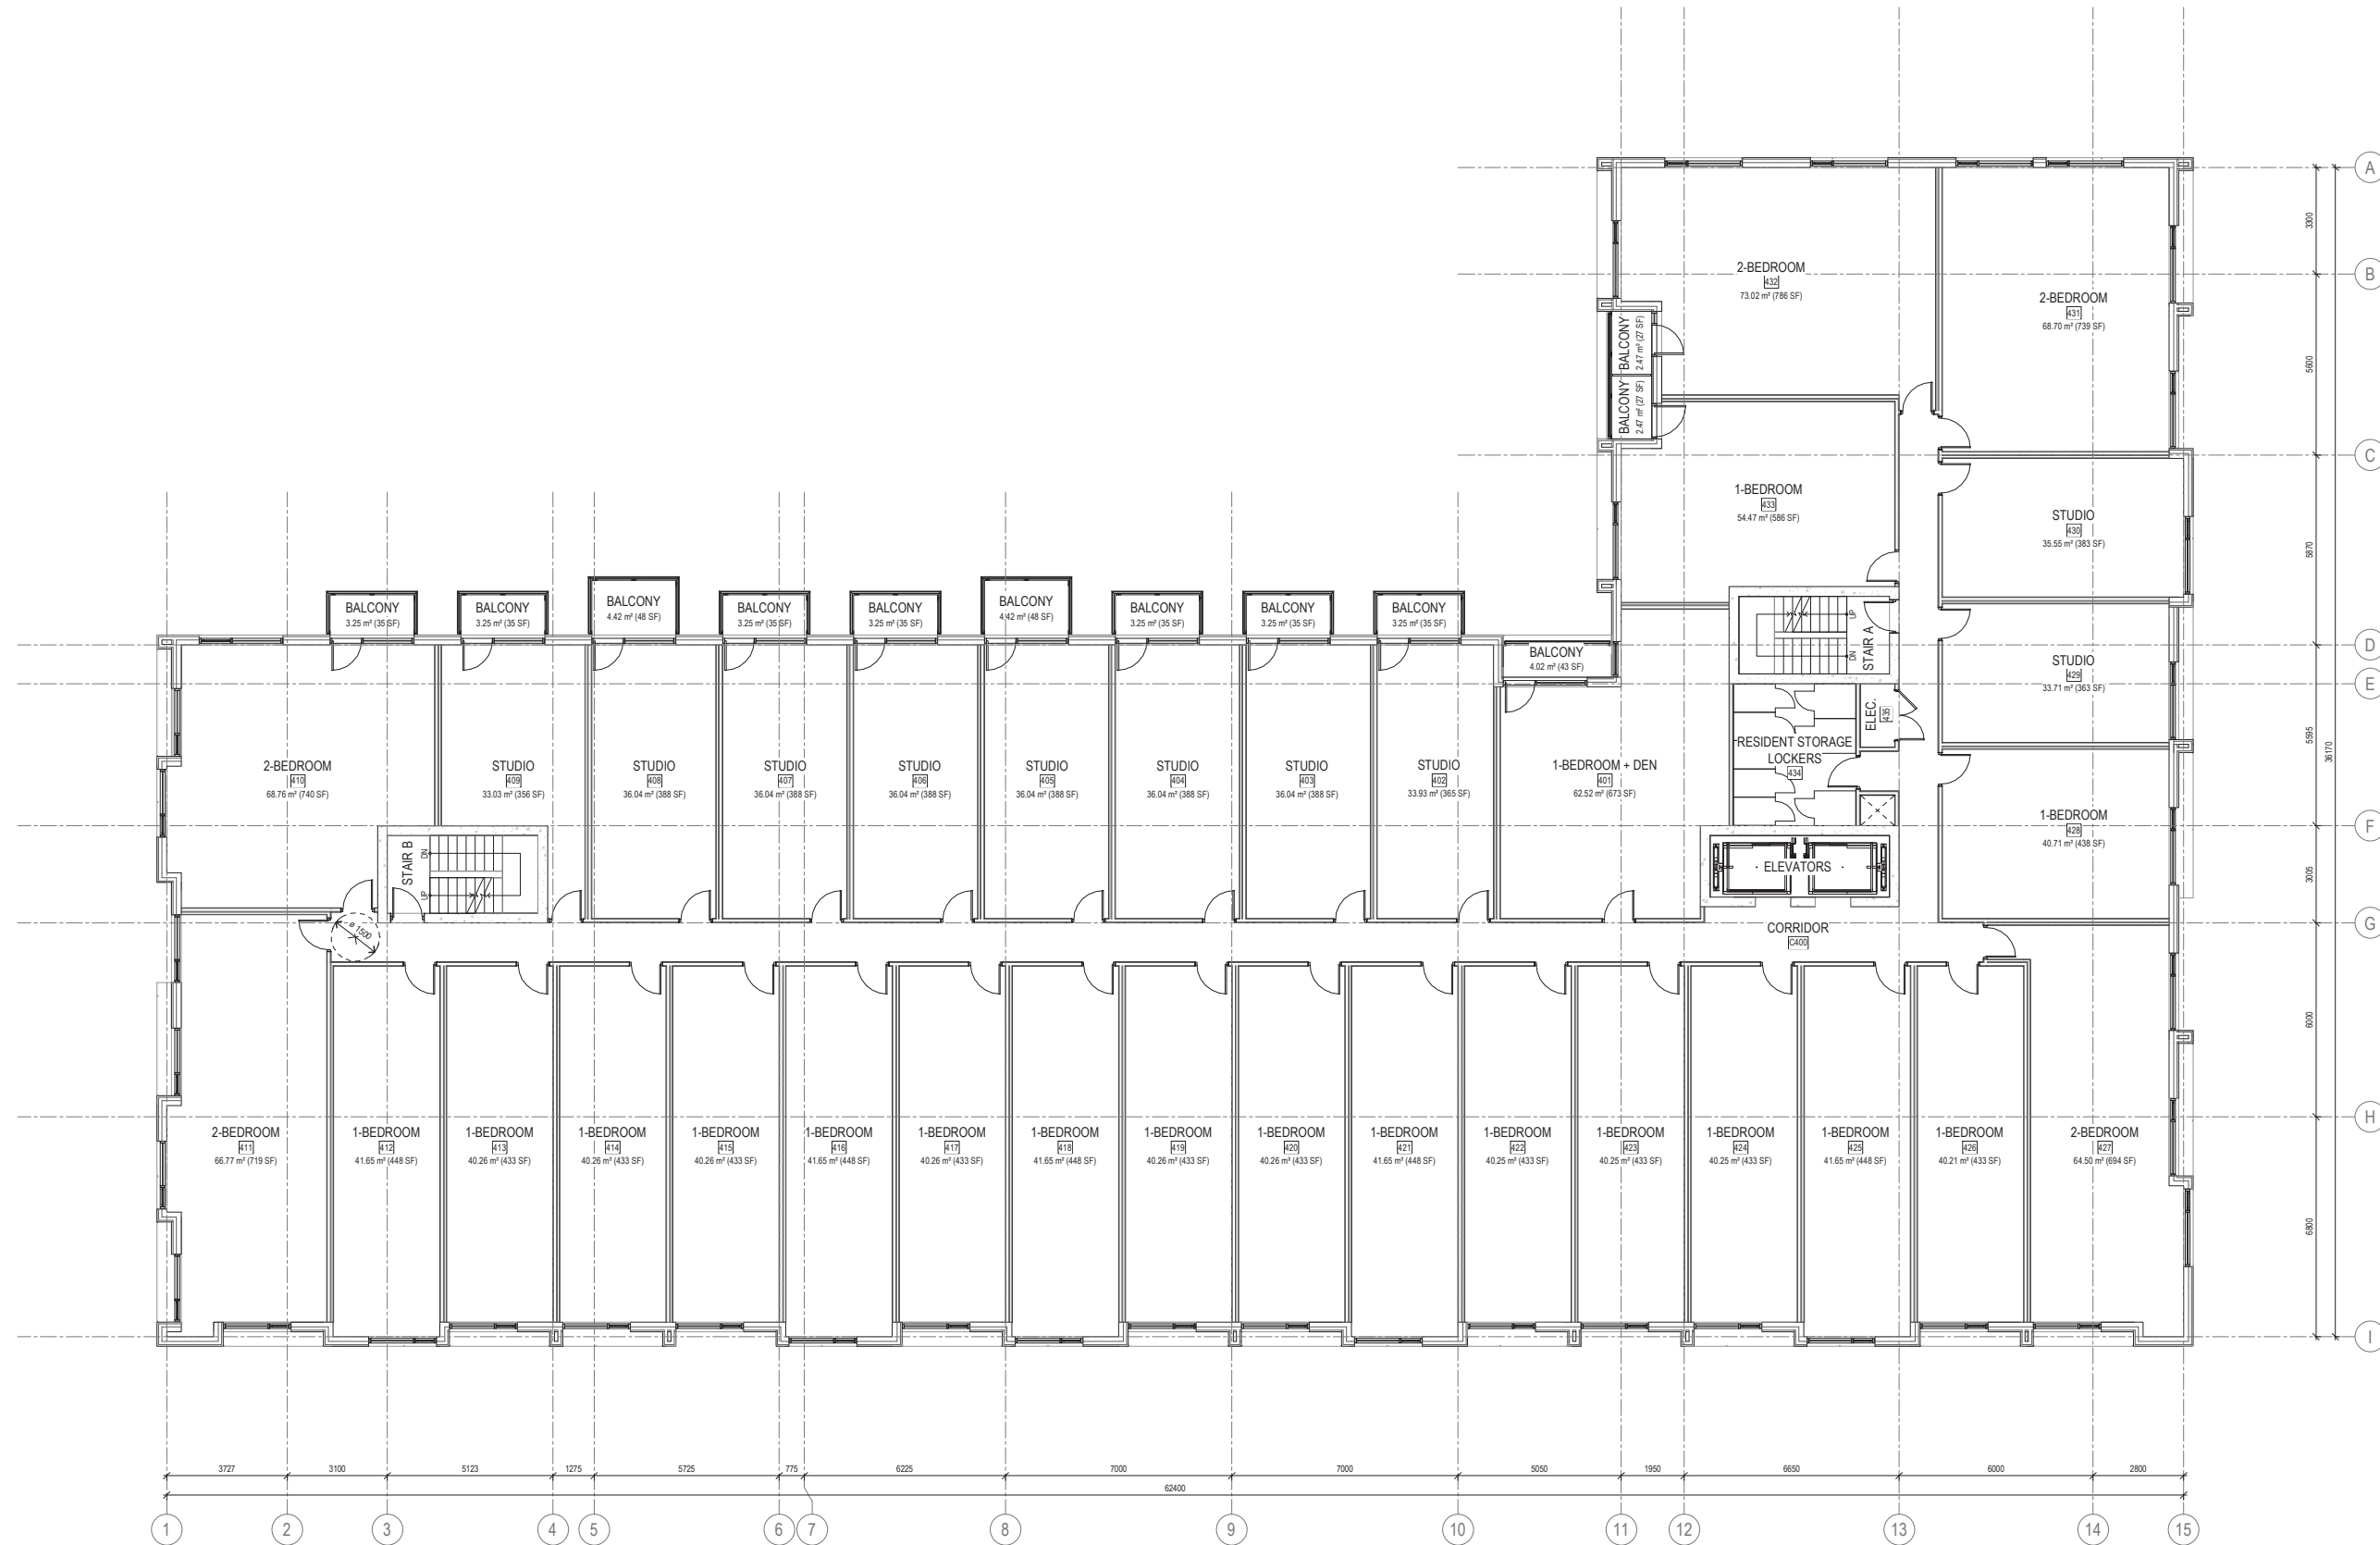 A
3300
2-BEDROOM
432
73.02 m² (786 SF)
B
2-BEDROOM
431
68.70 m² (739 SF)
BALCONY
2.47 m² (27 SF)
BALCONY
2.47 m² (27 SF)
5600
C
1-BEDROOM
433
54.47 m² (586 SF)
STUDIO
430
35.55 m² (383 SF)
5870
36170
BALCONY
3.25 m² (35 SF)
BALCONY
3.25 m² (35 SF)
BALCONY
4.42 m² (48 SF)
BALCONY
3.25 m² (35 SF)
BALCONY
3.25 m² (35 SF)
BALCONY
4.42 m² (48 SF)
BALCONY
3.25 m² (35 SF)
BALCONY
3.25 m² (35 SF)
BALCONY
3.25 m² (35 SF)
BALCONY
4.02 m² (43 SF)
STAIR A
UP
DN
D
STUDIO
429
33.71 m² (363 SF)
E
ELEC.
435
RESIDENT STORAGE
LOCKERS
434
5595
2-BEDROOM
410
68.76 m² (740 SF)
STUDIO
409
33.03 m² (356 SF)
STUDIO
408
36.04 m² (388 SF)
STUDIO
407
36.04 m² (388 SF)
STUDIO
406
36.04 m² (388 SF)
STUDIO
405
36.04 m² (388 SF)
STUDIO
404
36.04 m² (388 SF)
STUDIO
403
36.04 m² (388 SF)
STUDIO
402
33.93 m² (365 SF)
1-BEDROOM + DEN
401
62.52 m² (673 SF)
1-BEDROOM
428
40.71 m² (438 SF)
F
STAIR B
DN
UP
ELEVATORS
3005
ø 1500
CORRIDOR
C400
G
6000
H
2-BEDROOM
411
66.77 m² (719 SF)
1-BEDROOM
412
41.65 m² (448 SF)
1-BEDROOM
413
40.26 m² (433 SF)
1-BEDROOM
414
40.26 m² (433 SF)
1-BEDROOM
415
40.26 m² (433 SF)
1-BEDROOM
416
41.65 m² (448 SF)
1-BEDROOM
417
40.26 m² (433 SF)
1-BEDROOM
418
41.65 m² (448 SF)
1-BEDROOM
419
40.26 m² (433 SF)
1-BEDROOM
420
40.26 m² (433 SF)
1-BEDROOM
421
41.65 m² (448 SF)
1-BEDROOM
422
40.25 m² (433 SF)
1-BEDROOM
423
40.25 m² (433 SF)
1-BEDROOM
424
40.25 m² (433 SF)
1-BEDROOM
425
41.65 m² (448 SF)
1-BEDROOM
426
40.21 m² (433 SF)
2-BEDROOM
427
64.50 m² (694 SF)
6800
I
3727 3100 5123 1275 5725 775 6225 7000 7000 5050 1950 6650 6000 2800
62400
1 2 3 4 5 6 7 8 9 10 11 12 13 14 15